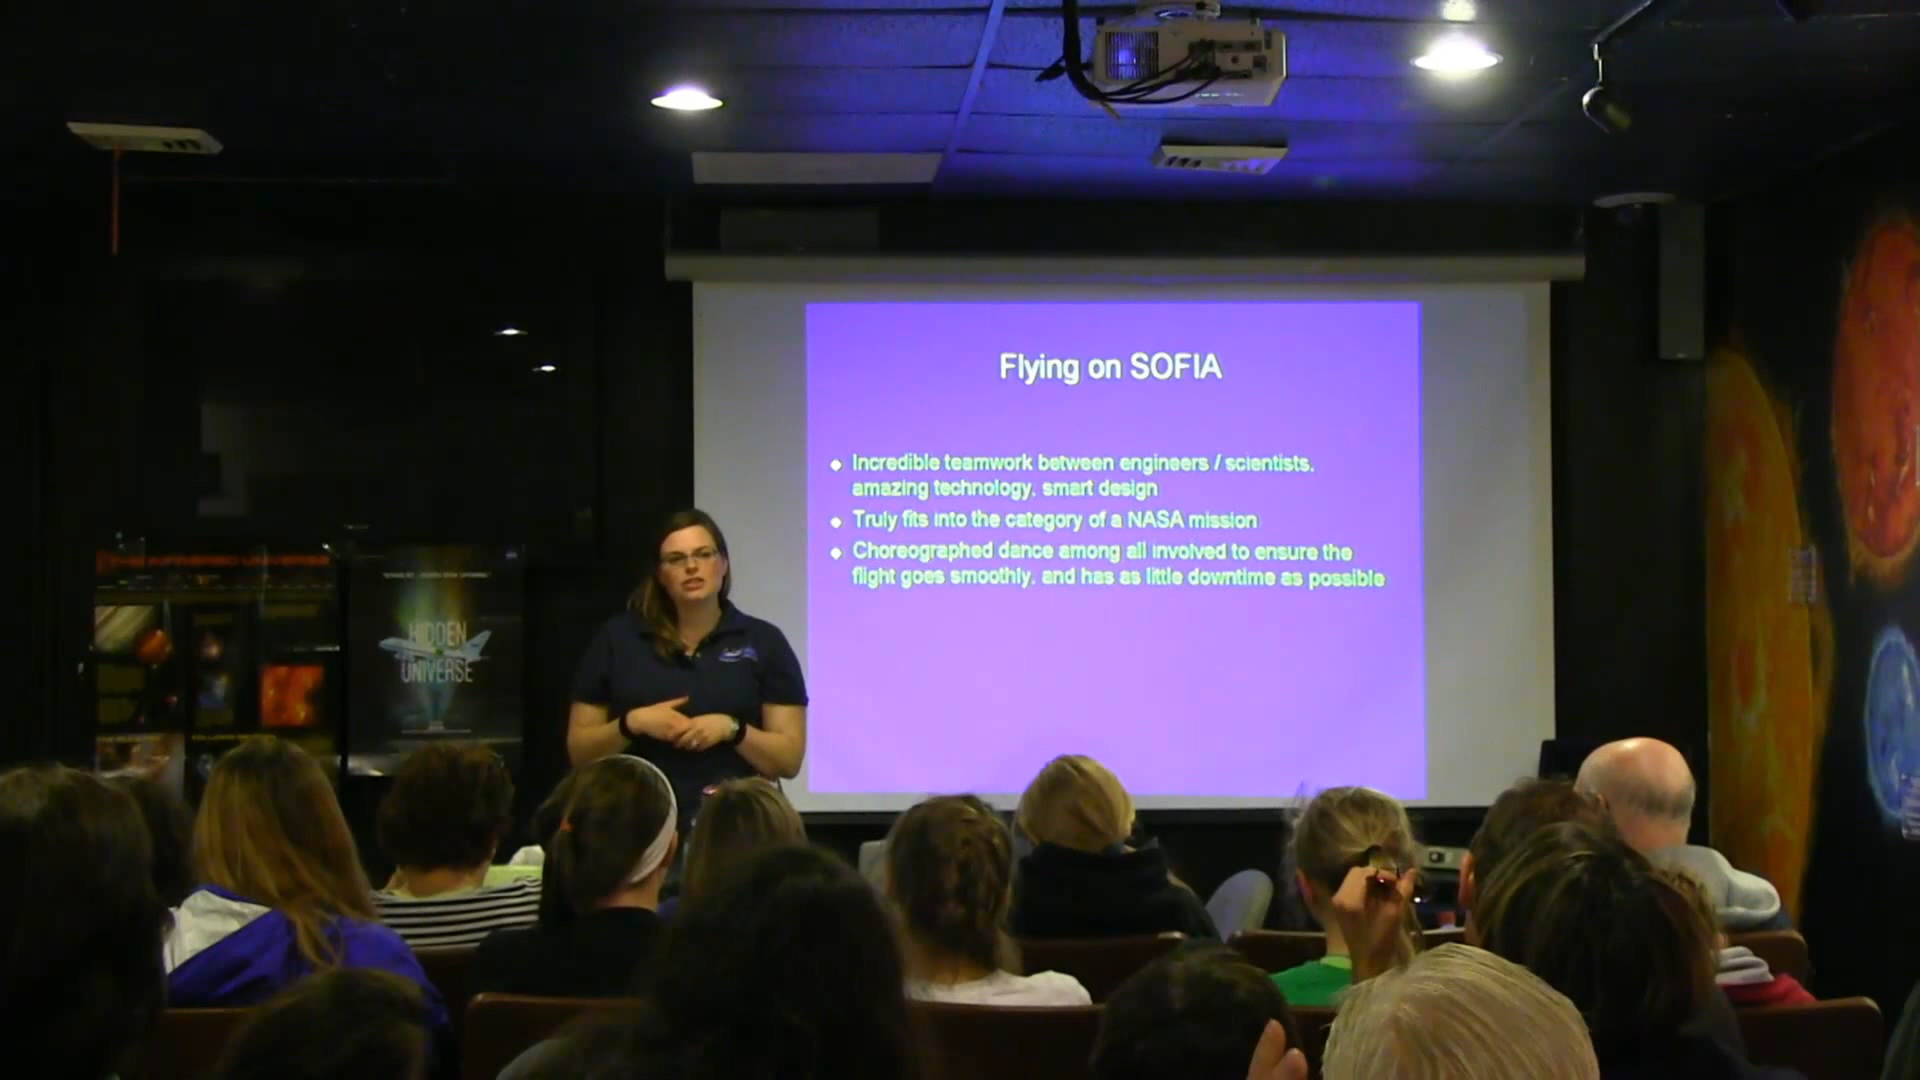 Flying on SOFIA
Incredible teamwork between engineers / scientists,
amazing technology, smart design
Truly fits into the category of a NASA mission
Choreographed dance among all involved to ensure the
flight goes smoothly, and has as little downtime as possible
HIDDEN
UNIVERSE